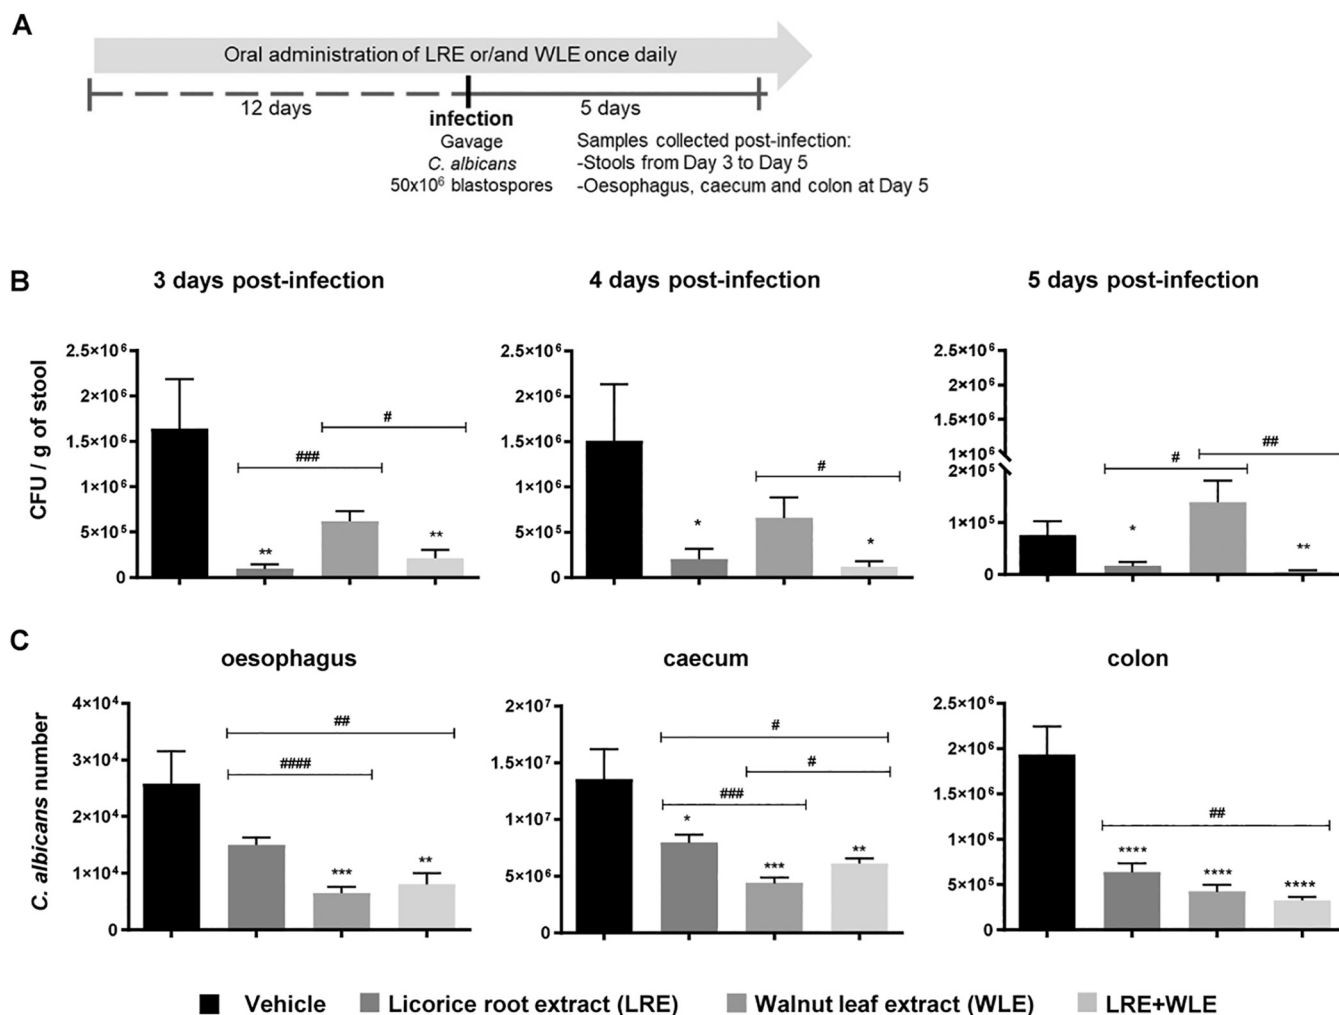 A
Oral administration of LRE or/and WLE once daily
12 days
5 days
infection
Gavage
C. albicans
50x10⁶ blastospores
Samples collected post-infection:
-Stools from Day 3 to Day 5
-Oesophagus, caecum and colon at Day 5
B
3 days post-infection
4 days post-infection
5 days post-infection
CFU / g of stool
2.5×10⁶
2×10⁶
1.5×10⁶
1×10⁶
5×10⁵
0
#
###
**
**
2.5×10⁶
2×10⁶
1.5×10⁶
1×10⁶
5×10⁵
0
#
*
*
2.5×10⁶
2×10⁶
1.5×10⁶
1×10⁶
2×10⁵
1×10⁵
0
##
#
*
**
C
oesophagus
caecum
colon
C. albicans number
4×10⁴
3×10⁴
2×10⁴
1×10⁴
0
##
####
***
**
2×10⁷
1.5×10⁷
1×10⁷
5×10⁶
0
#
#
###
*
***
**
2.5×10⁶
2×10⁶
1.5×10⁶
1×10⁶
5×10⁵
0
##
****
****
****
Vehicle
Licorice root extract (LRE)
Walnut leaf extract (WLE)
LRE+WLE